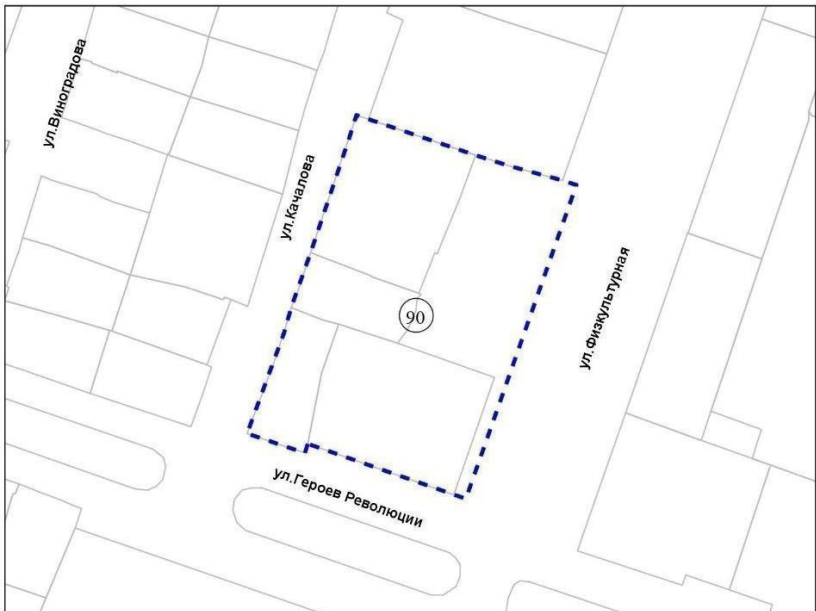 ул.Виноградова
ул.Качалова
ул.Физкультурная
90
ул.Героев Революции